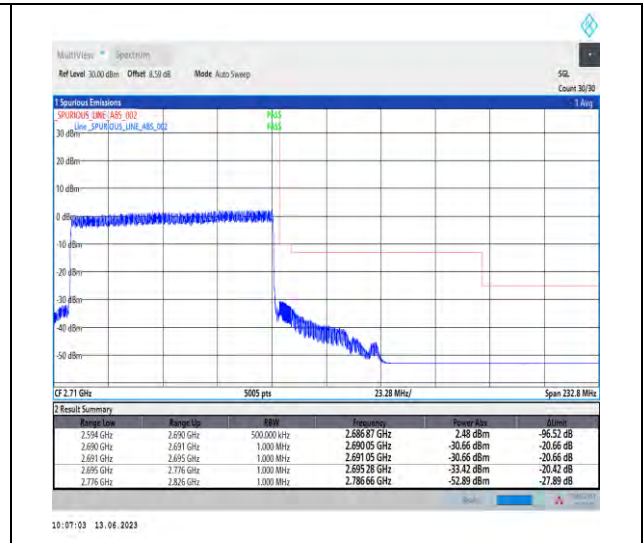 MultiView Spectrum
Ref Level 30.00 dBm Offset 8.59 dB Mode Auto Sweep SGL
Count 30/30
1 Spurious Emissions 1 Avg
_SPURIOUS_LINE_ABS_002 PASS
Line _SPURIOUS_LINE_ABS_002 PASS
30 dBm
20 dBm
10 dBm
0 dBm
-10 dBm
-20 dBm
-30 dBm
-40 dBm
-50 dBm
CF 2.71 GHz 5005 pts 23.28 MHz/ Span 232.8 MHz
2 Result Summary
Range Low Range Up RBW Frequency Power Abs ΔLimit
2.594 GHz 2.690 GHz 500.000 kHz 2.686 87 GHz 2.48 dBm -96.52 dB
2.690 GHz 2.691 GHz 1.000 MHz 2.690 05 GHz -30.66 dBm -20.66 dB
2.691 GHz 2.695 GHz 1.000 MHz 2.691 05 GHz -30.66 dBm -20.66 dB
2.695 GHz 2.776 GHz 1.000 MHz 2.695 28 GHz -33.42 dBm -20.42 dB
2.776 GHz 2.826 GHz 1.000 MHz 2.786 66 GHz -52.89 dBm -27.89 dB
10:07:03 13.06.2023